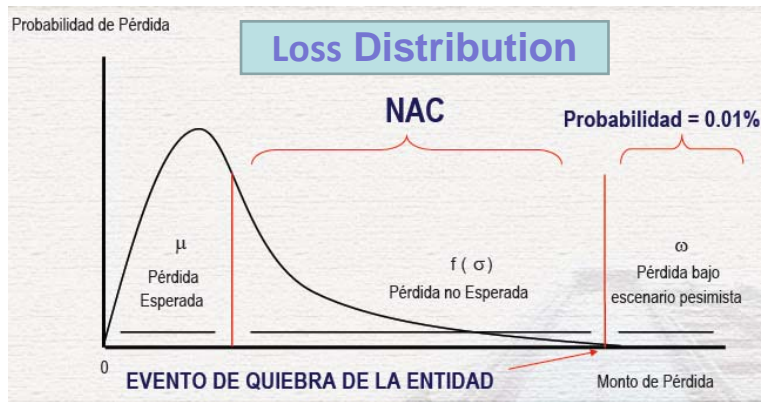 Probabilidad de Pérdida
Loss Distribution
NAC
Probabilidad = 0.01%
μ
Pérdida
Esperada
f ( σ)
Pérdida no Esperada
ω
Pérdida bajo
escenario pesimista
0
EVENTO DE QUIEBRA DE LA ENTIDAD
Monto de Pérdida